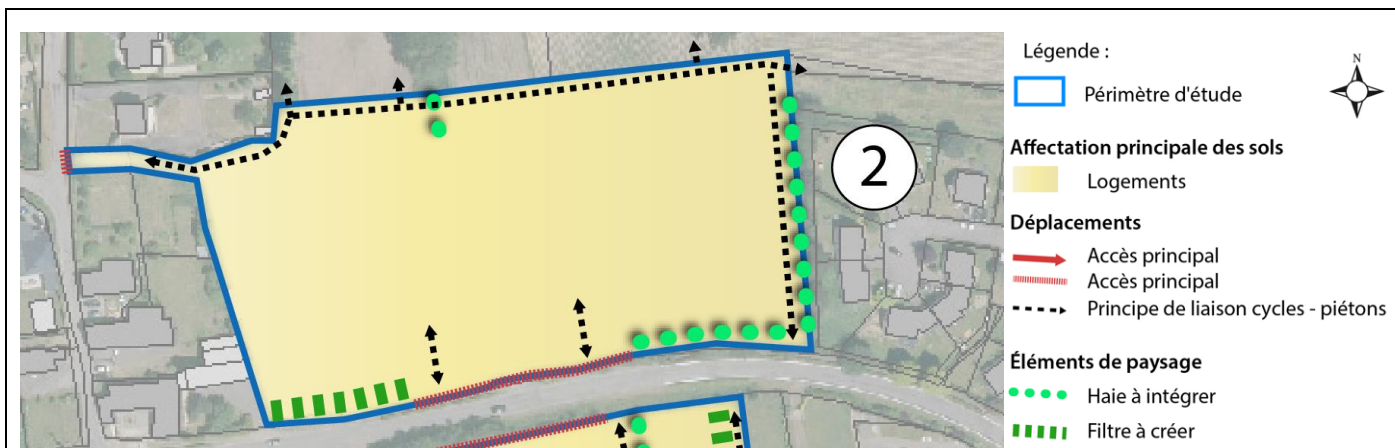 Légende :
N
Périmètre d'étude
Affectation principale des sols
Logements
2
Déplacements
Accès principal
Accès principal
Principe de liaison cycles - piétons
Éléments de paysage
Haie à intégrer
Filtre à créer